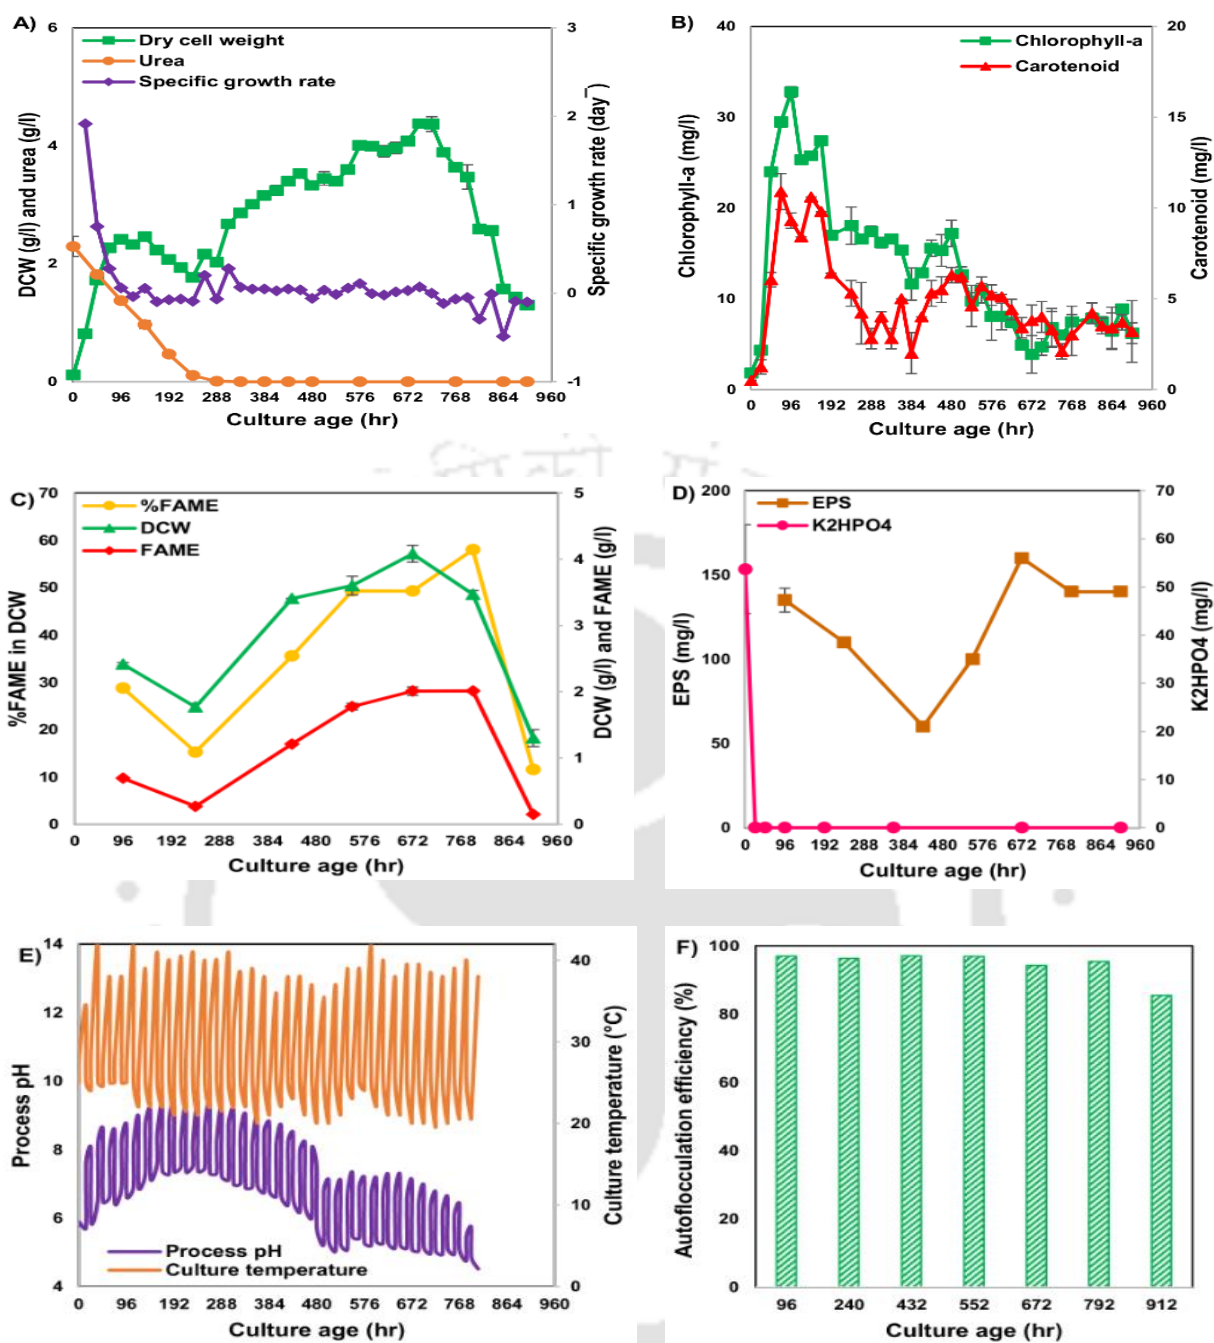 A)
6
5
4
3
2
1
0
Dry cell weight
Urea
Specific growth rate
3
2
1
0
-1
DCW (g/l) and urea (g/l)
Specific growth rate (day⁻
0 96 192 288 384 480 576 672 768 864 960
Culture age (hr)
B)
40
30
20
10
0
Chlorophyll-a
Carotenoid
20
15
10
5
0
Chlorophyll-a (mg/l)
Carotenoid (mg/l)
0 96 192 288 384 480 576 672 768 864 960
Culture age (hr)
C)
70
60
50
40
30
20
10
0
%FAME
DCW
FAME
5
4
3
2
1
0
%FAME in DCW
DCW (g/l) and FAME (g/l)
0 96 192 288 384 480 576 672 768 864 960
Culture age (hr)
D)
200
150
100
50
0
EPS
K2HPO4
70
60
50
40
30
20
10
0
EPS (mg/l)
K2HPO4 (mg/l)
0 96 192 288 384 480 576 672 768 864 960
Culture age (hr)
E)
14
13
12
11
10
9
8
7
6
5
4
Process pH
Culture temperature
40
30
20
10
0
Process pH
Culture temperature (°C)
0 96 192 288 384 480 576 672 768 864 960
Culture age (hr)
F)
100
80
60
40
20
0
Autoflocculation efficiency (%)
96 240 432 552 672 792 912
Culture age (hr)